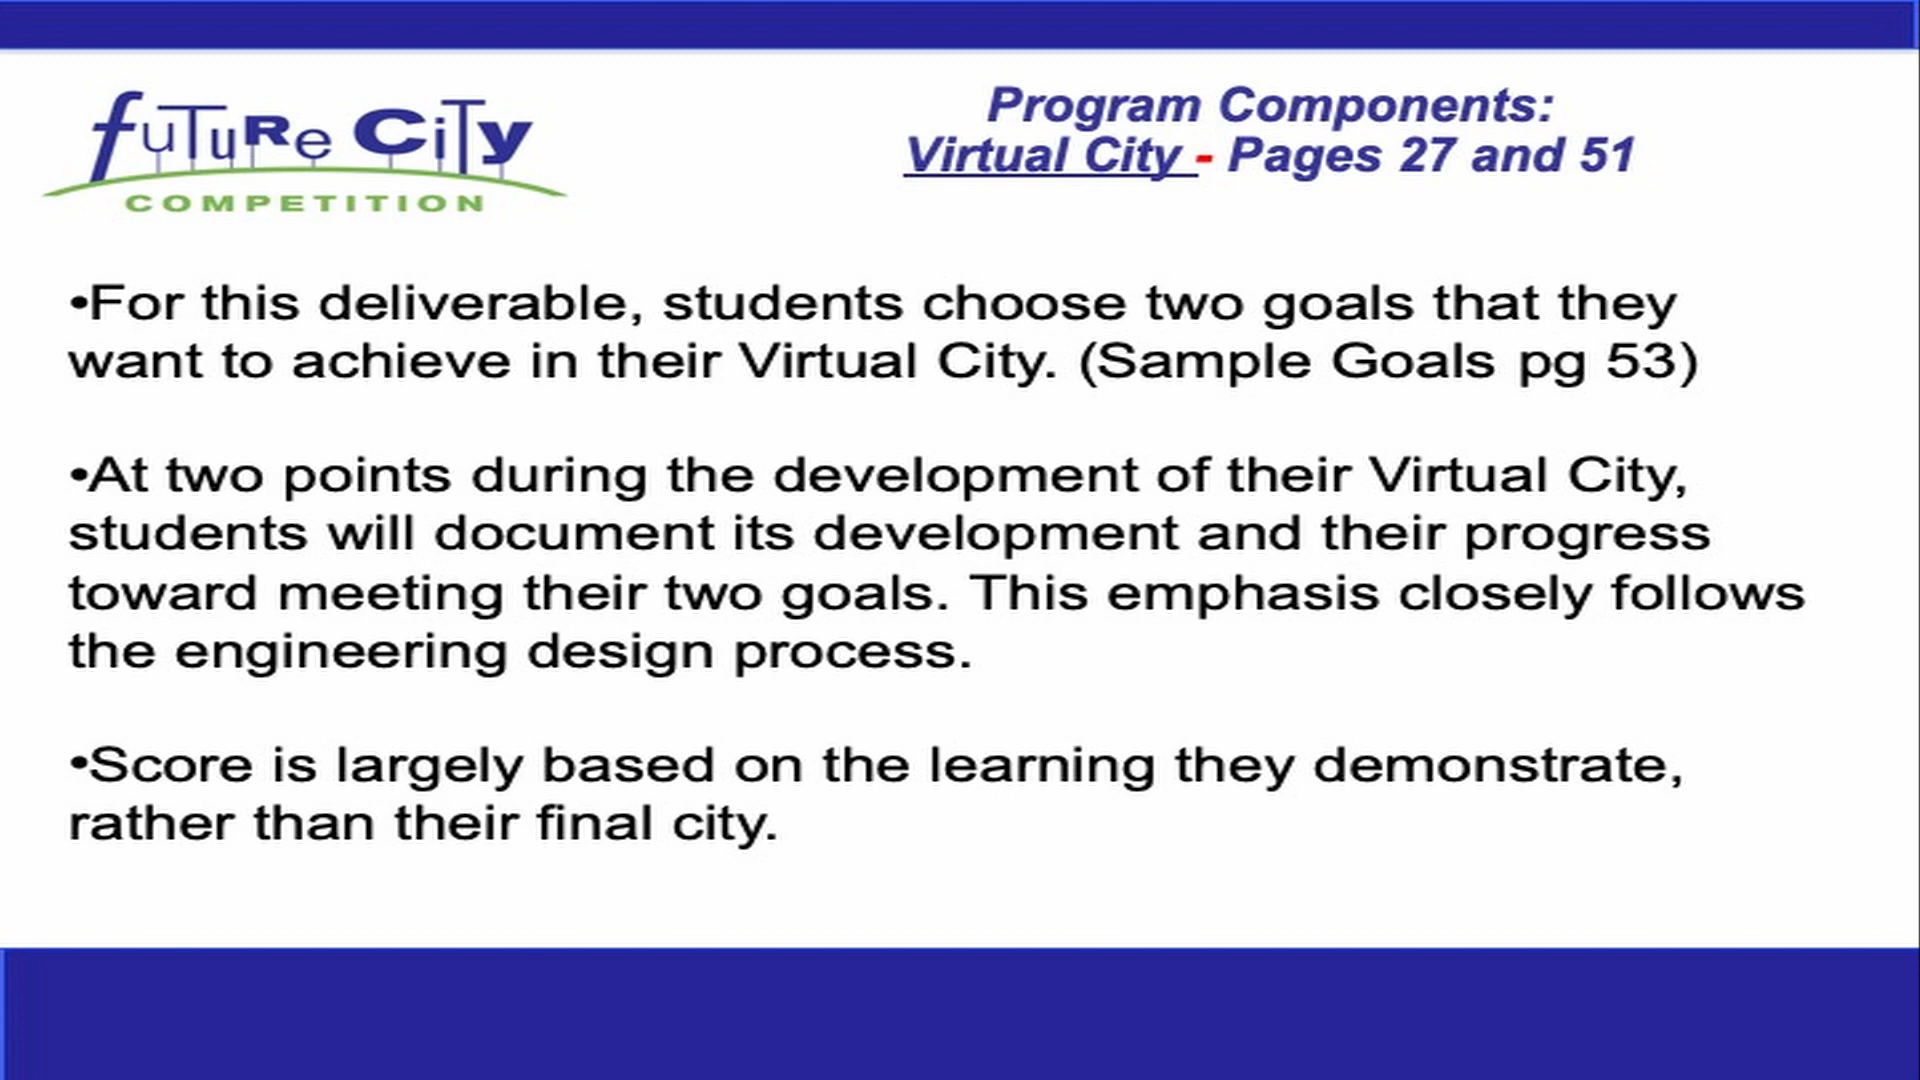 fuTuRe CiTy
COMPETITION
Program Components:
Virtual City - Pages 27 and 51
•For this deliverable, students choose two goals that they
want to achieve in their Virtual City. (Sample Goals pg 53)
•At two points during the development of their Virtual City,
students will document its development and their progress
toward meeting their two goals. This emphasis closely follows
the engineering design process.
•Score is largely based on the learning they demonstrate,
rather than their final city.